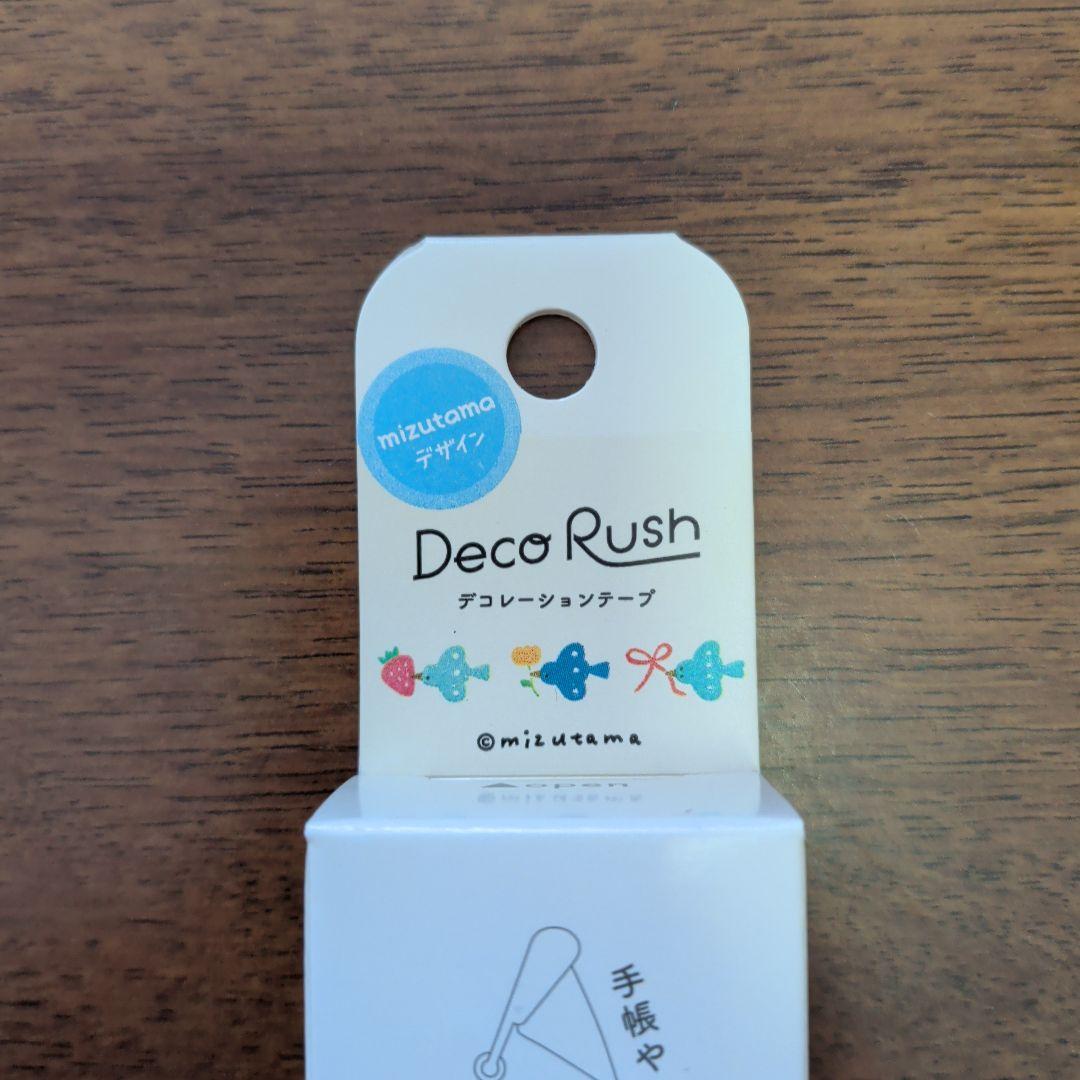 mizutama
デザイン
Deco Rush
デコレーションテープ
©mizutama
▲open
手帳や